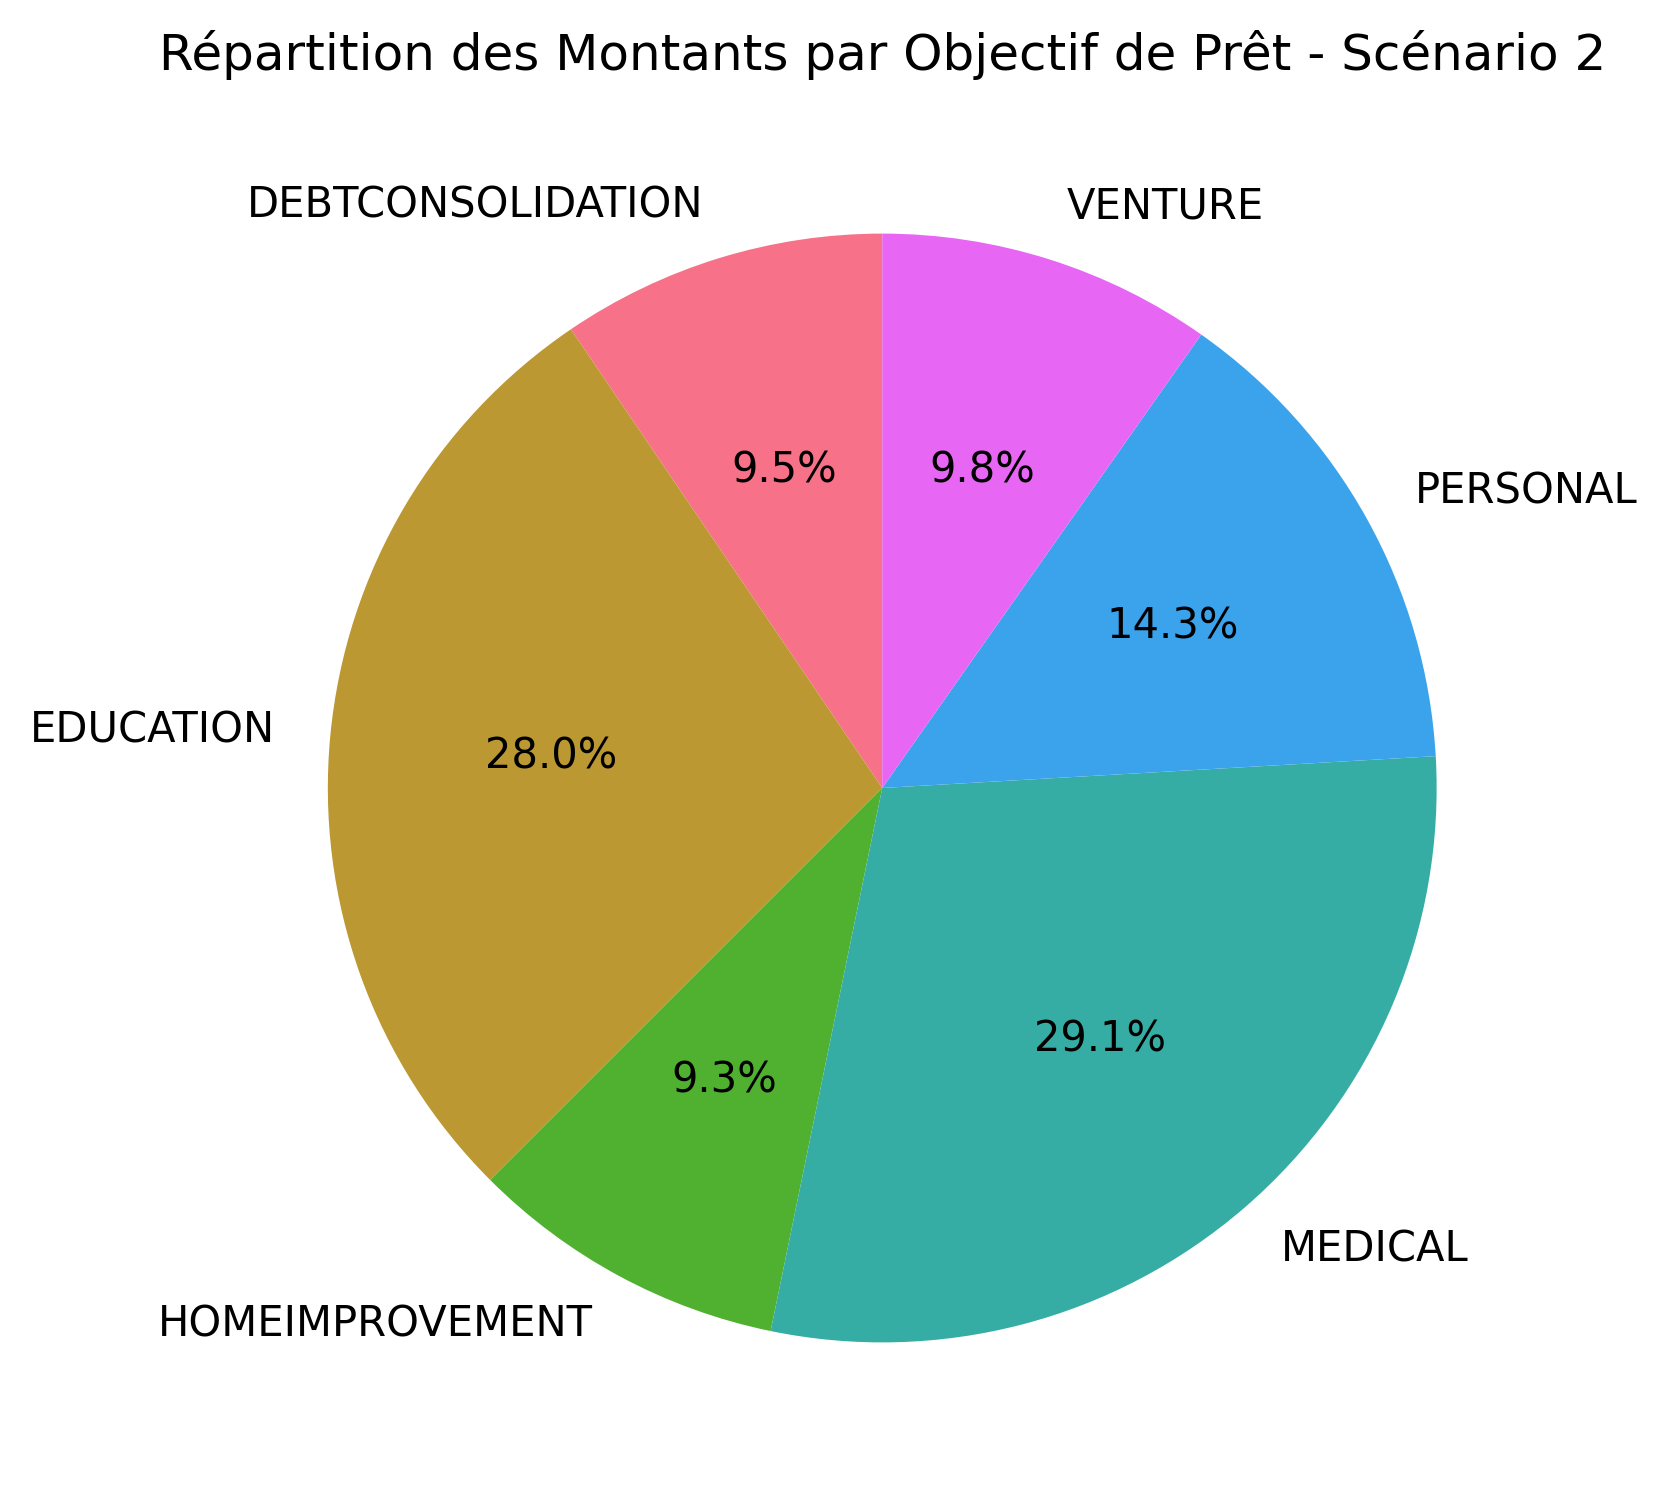 Répartition des Montants par Objectif de Prêt - Scénario 2
DEBTCONSOLIDATION
VENTURE
9.5%
9.8%
PERSONAL
14.3%
EDUCATION
28.0%
29.1%
9.3%
MEDICAL
HOMEIMPROVEMENT